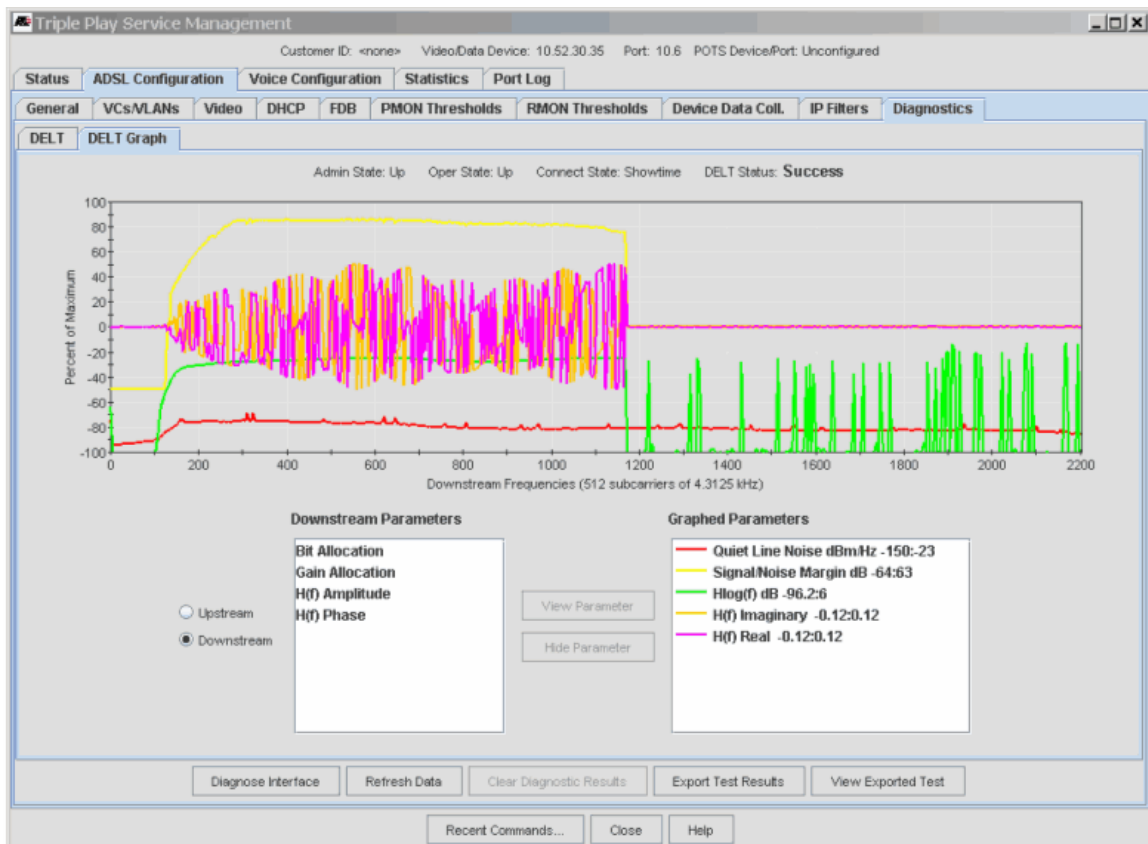 Triple Play Service Management
Customer ID: <none> Video/Data Device: 10.52.30.35 Port: 10.6 POTS Device/Port: Unconfigured
Status ADSL Configuration Voice Configuration Statistics Port Log
General VCs/VLANs Video DHCP FDB PMON Thresholds RMON Thresholds Device Data Coll. IP Filters Diagnostics
DELT DELT Graph
Admin State: Up Oper State: Up Connect State: Showtime DELT Status: Success
Percent of Maximum
100
80
60
40
20
0
-20
-40
-60
-80
-100
0 200 400 600 800 1000 1200 1400 1600 1800 2000 2200
Downstream Frequencies (512 subcarriers of 4.3125 kHz)
Downstream Parameters Graphed Parameters
Bit Allocation
Gain Allocation
H(f) Amplitude
H(f) Phase
Upstream
Downstream
View Parameter
Hide Parameter
Quiet Line Noise dBm/Hz -150:-23
Signal/Noise Margin dB -64:63
Hlog(f) dB -96.2:6
H(f) Imaginary -0.12:0.12
H(f) Real -0.12:0.12
Diagnose Interface Refresh Data Clear Diagnostic Results Export Test Results View Exported Test
Recent Commands... Close Help